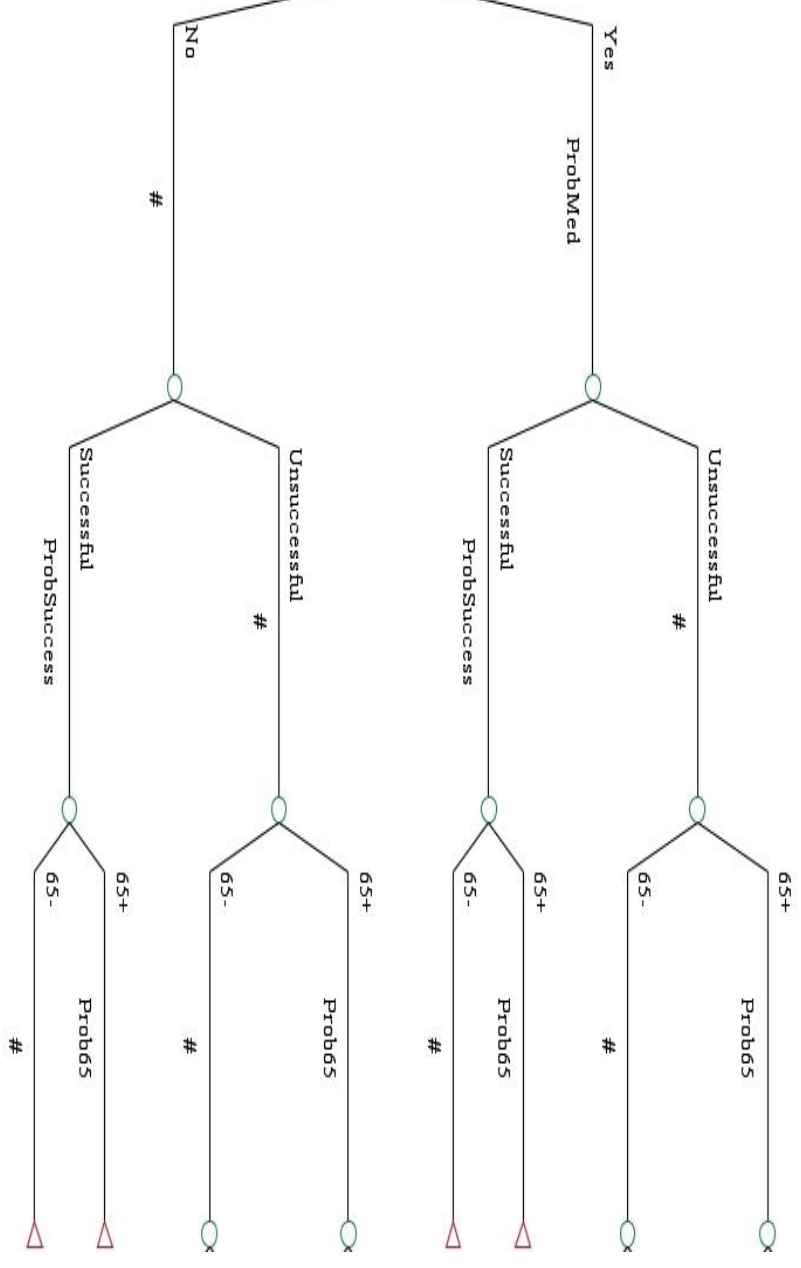 65+
Prob65
Unsuccessful
#
65-
Yes
#
ProbMed
65+
Successful
Prob65
ProbSuccess
65-
#
65+
Prob65
Unsuccessful
#
65-
No
#
#
65+
Successful
Prob65
ProbSuccess
65-
#